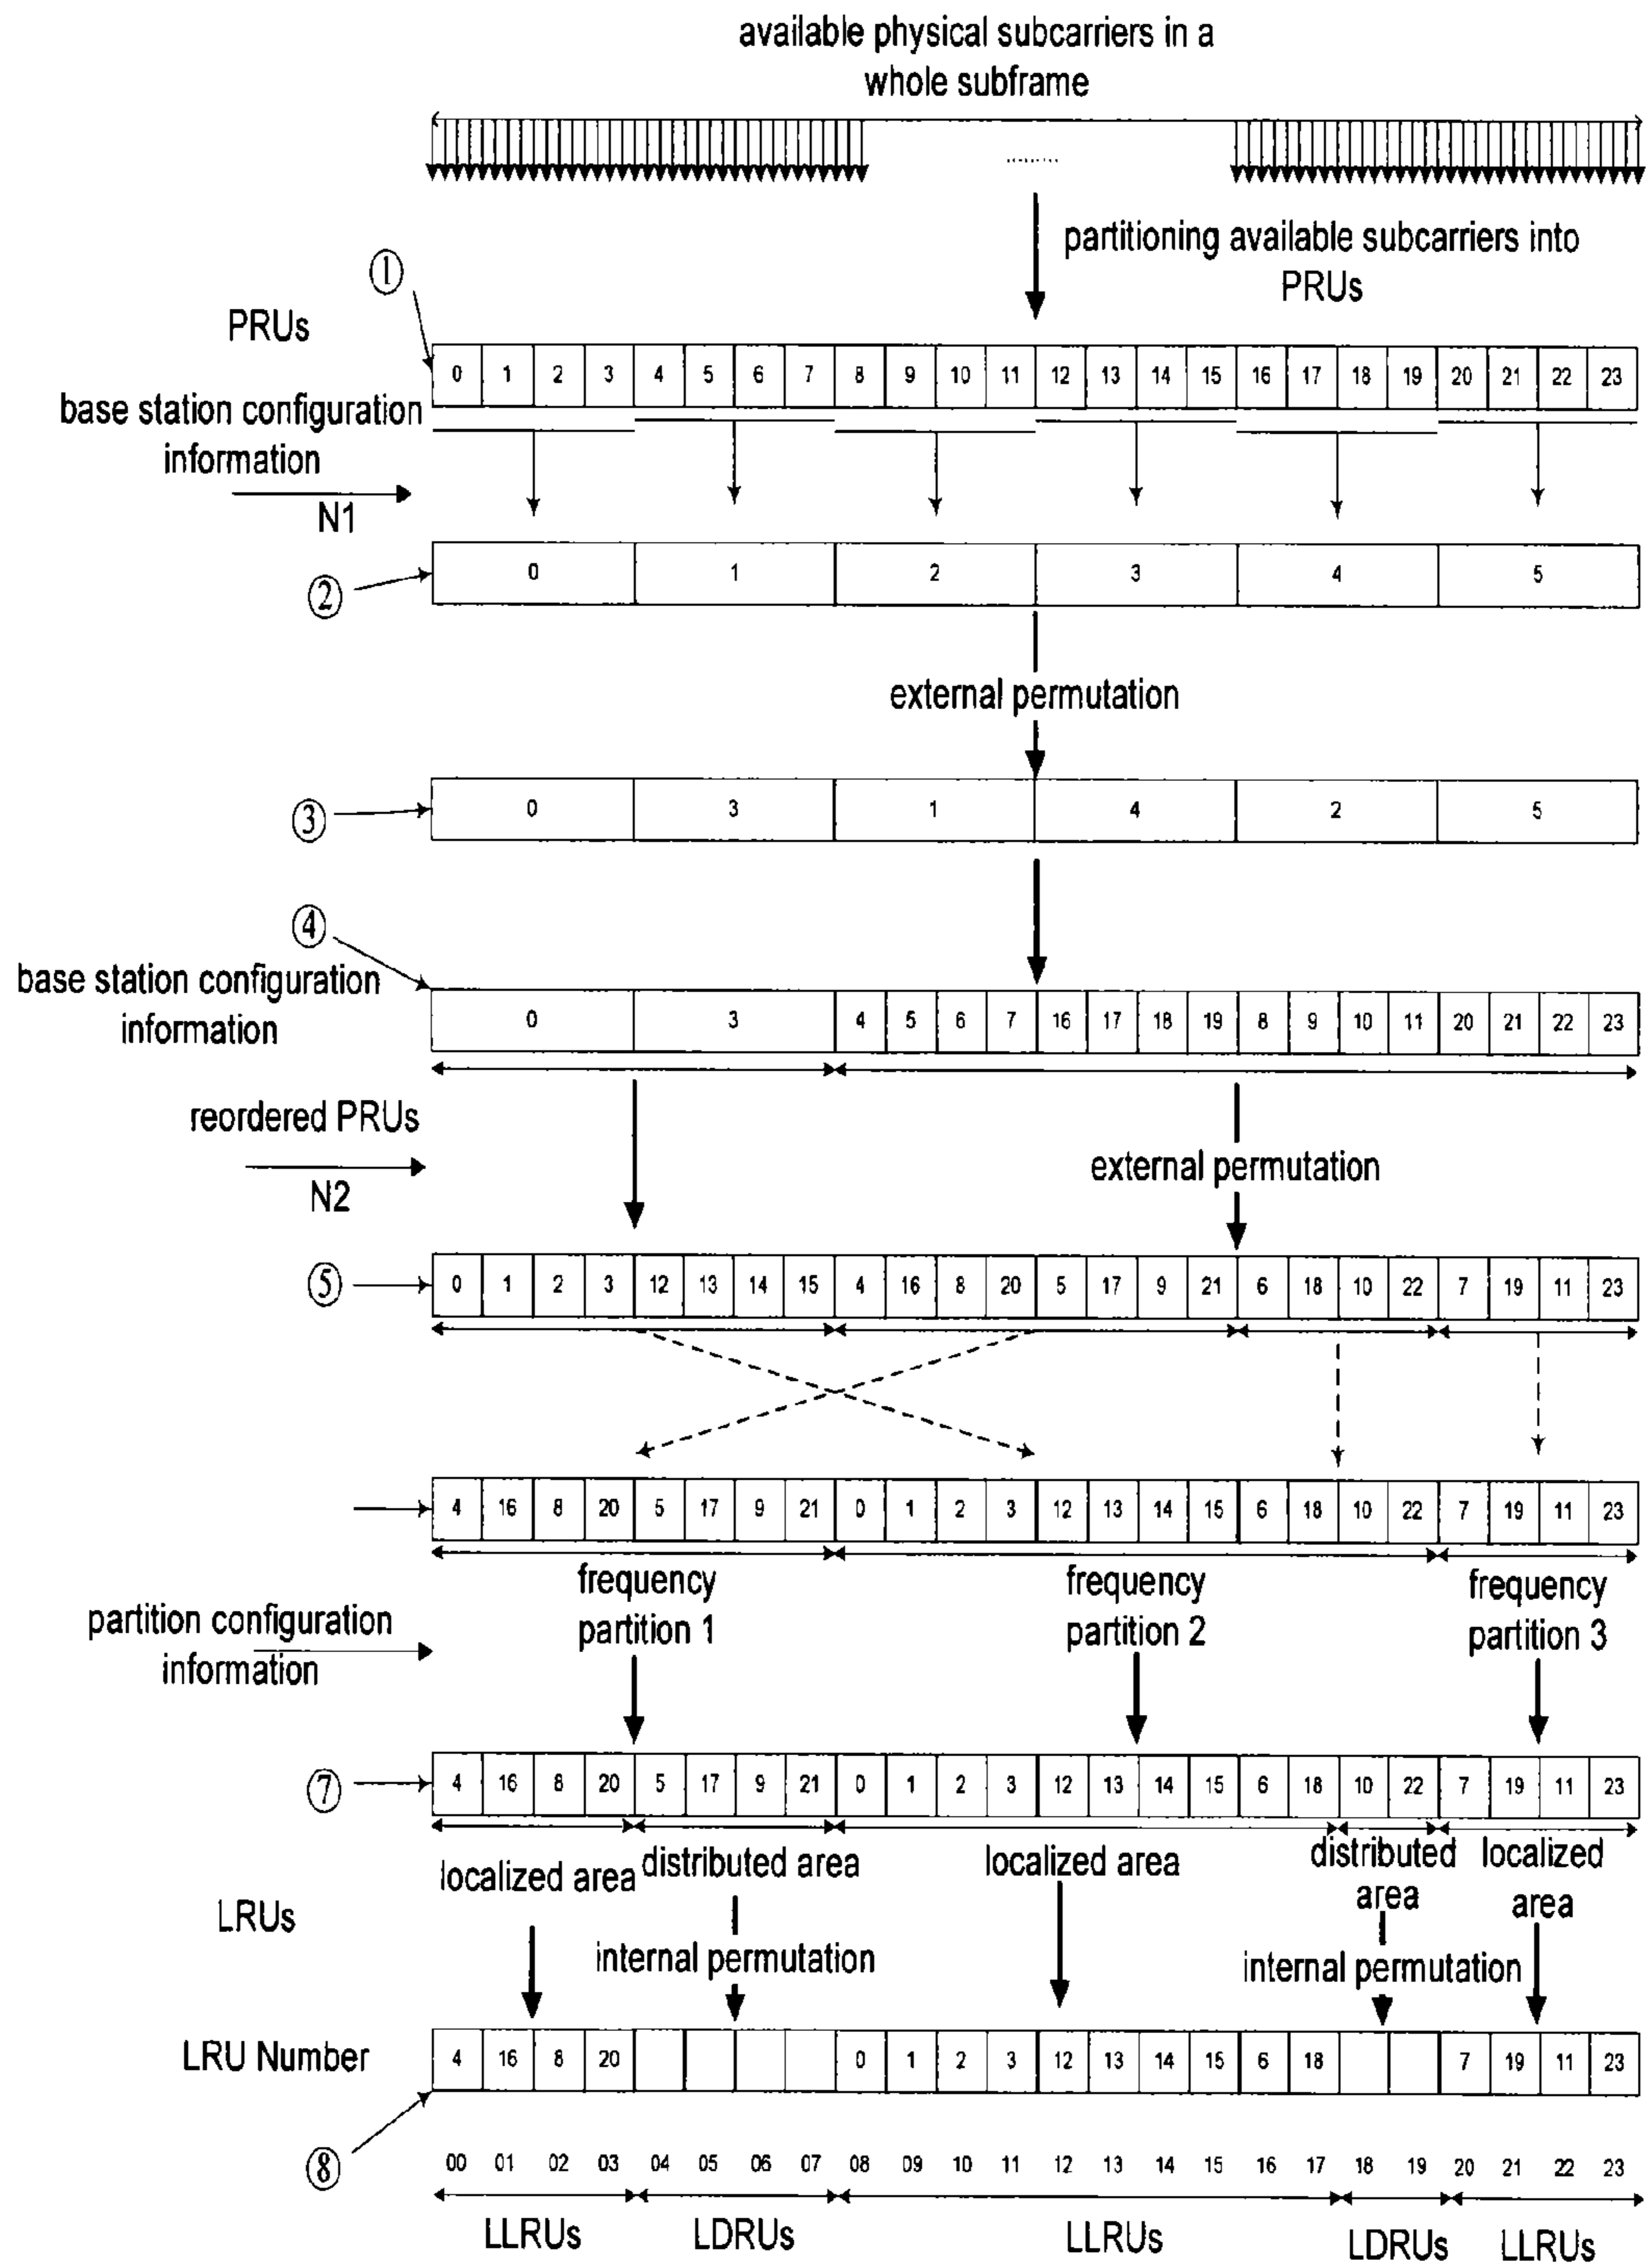 available physical subcarriers in a
whole subframe
.........
partitioning available subcarriers into
PRUs
①
PRUs
0 1 2 3 4 5 6 7 8 9 10 11 12 13 14 15 16 17 18 19 20 21 22 23
base station configuration
information
N1
②
0 1 2 3 4 5
external permutation
③
0 3 1 4 2 5
④
base station configuration
information
0 3 4 5 6 7 16 17 18 19 8 9 10 11 20 21 22 23
reordered PRUs
N2
external permutation
⑤
0 1 2 3 12 13 14 15 4 16 8 20 5 17 9 21 6 18 10 22 7 19 11 23
4 16 8 20 5 17 9 21 0 1 2 3 12 13 14 15 6 18 10 22 7 19 11 23
frequency
partition 1
frequency
partition 2
frequency
partition 3
partition configuration
information
⑦
4 16 8 20 5 17 9 21 0 1 2 3 12 13 14 15 6 18 10 22 7 19 11 23
localized area
distributed area
localized area
distributed
area
localized
area
LRUs
internal permutation
internal permutation
LRU Number
4 16 8 20 0 1 2 3 12 13 14 15 6 18 7 19 11 23
⑧
00 01 02 03 04 05 06 07 08 09 10 11 12 13 14 15 16 17 18 19 20 21 22 23
LLRUs LDRUs LLRUs LDRUs LLRUs